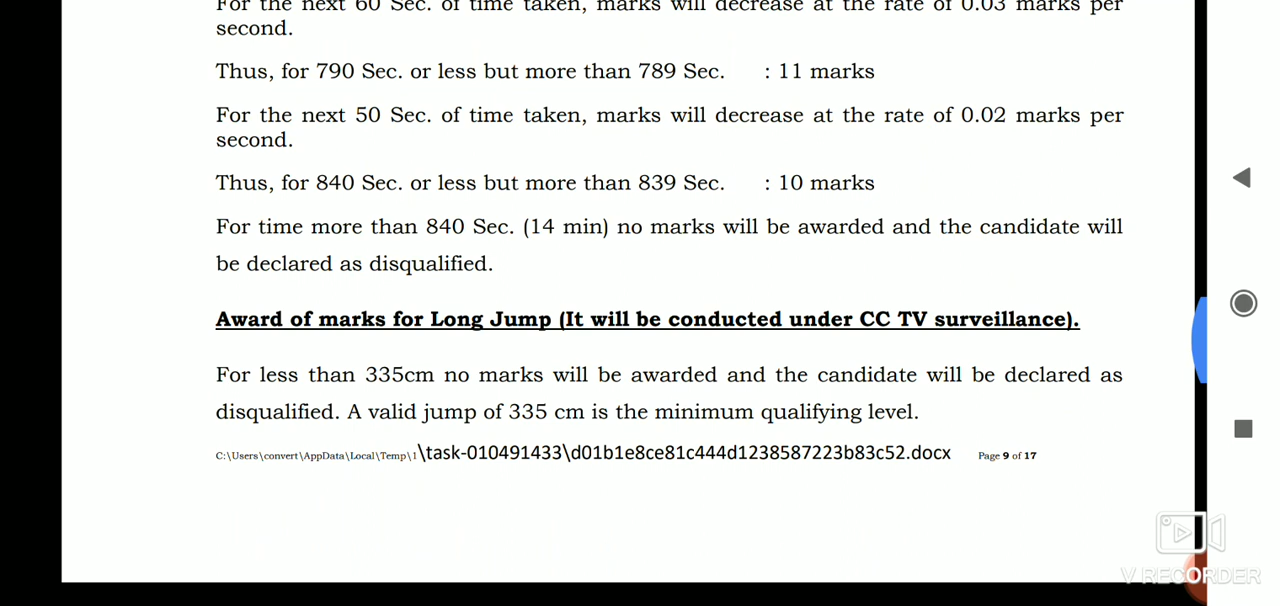 For the next 60 Sec. of time taken, marks will decrease at the rate of 0.03 marks per
second.
Thus, for 790 Sec. or less but more than 789 Sec. : 11 marks
For the next 50 Sec. of time taken, marks will decrease at the rate of 0.02 marks per
second.
Thus, for 840 Sec. or less but more than 839 Sec. : 10 marks
For time more than 840 Sec. (14 min) no marks will be awarded and the candidate will
be declared as disqualified.
Award of marks for Long Jump (It will be conducted under CC TV surveillance).
For less than 335cm no marks will be awarded and the candidate will be declared as
disqualified. A valid jump of 335 cm is the minimum qualifying level.
C:\Users\convert\AppData\Local\Temp\1\task-010491433\d01b1e8ce81c444d1238587223b83c52.docx Page 9 of 17
V RECORDER